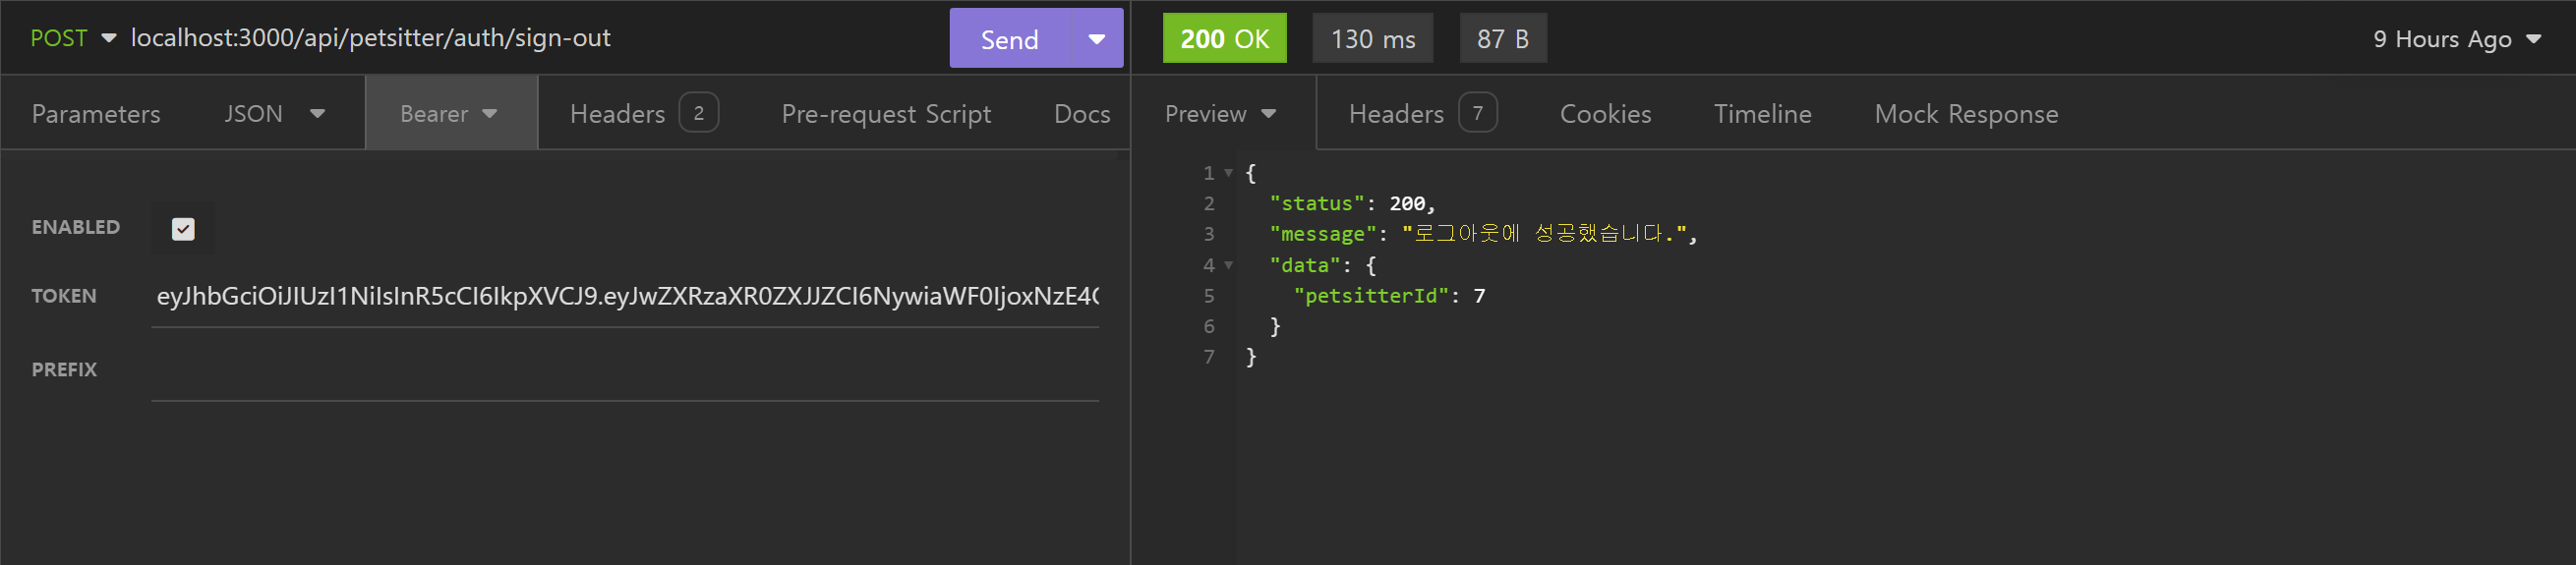 POST localhost:3000/api/petsitter/auth/sign-out Send
200 OK 130 ms 87 B 9 Hours Ago
Parameters JSON Bearer Headers 2 Pre-request Script Docs
Preview Headers 7 Cookies Timeline Mock Response
ENABLED
TOKEN eyJhbGciOiJIUzI1NiIsInR5cCI6IkpXVCJ9.eyJwZXRzaXR0ZXJJZCI6NywiaWF0IjoxNzE4
PREFIX
1 {
2 "status": 200,
3 "message": "로그아웃에 성공했습니다.",
4 "data": {
5 "petsitterId": 7
6 }
7 }